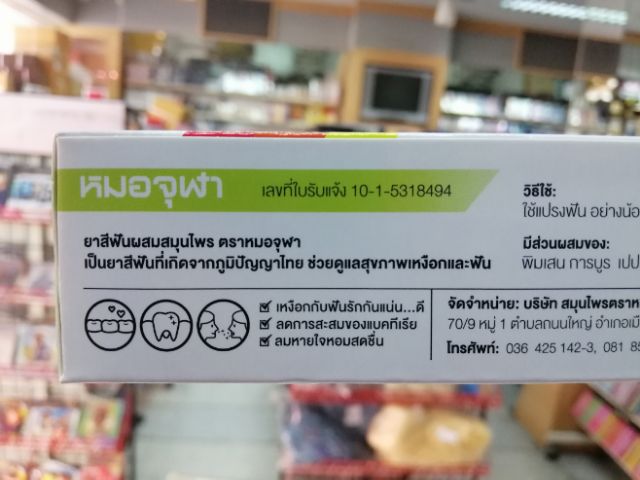 หมอจุฬา
เลขที่ใบรับแจ้ง 10-1-5318494
ยาสีฟันผสมสมุนไพร ตราหมอจุฬา
เป็นยาสีฟันที่เกิดจากภูมิปัญญาไทย ช่วยดูแลสุขภาพเหงือกและฟัน
เหงือกกับฟันรักกันแน่น...ดี
ลดการสะสมของแบคทีเรีย
ลมหายใจหอมสดชื่น
วิธีใช้:
ใช้แปรงฟัน อย่างน้อ
มีส่วนผสมของ:
พิมเสน การบูร เปป
จัดจำหน่าย: บริษัท สมุนไพรตราห
70/9 หมู่ 1 ตำบลถนนใหญ่ อำเภอเมื
โทรศัพท์: 036 425 142-3, 081 85